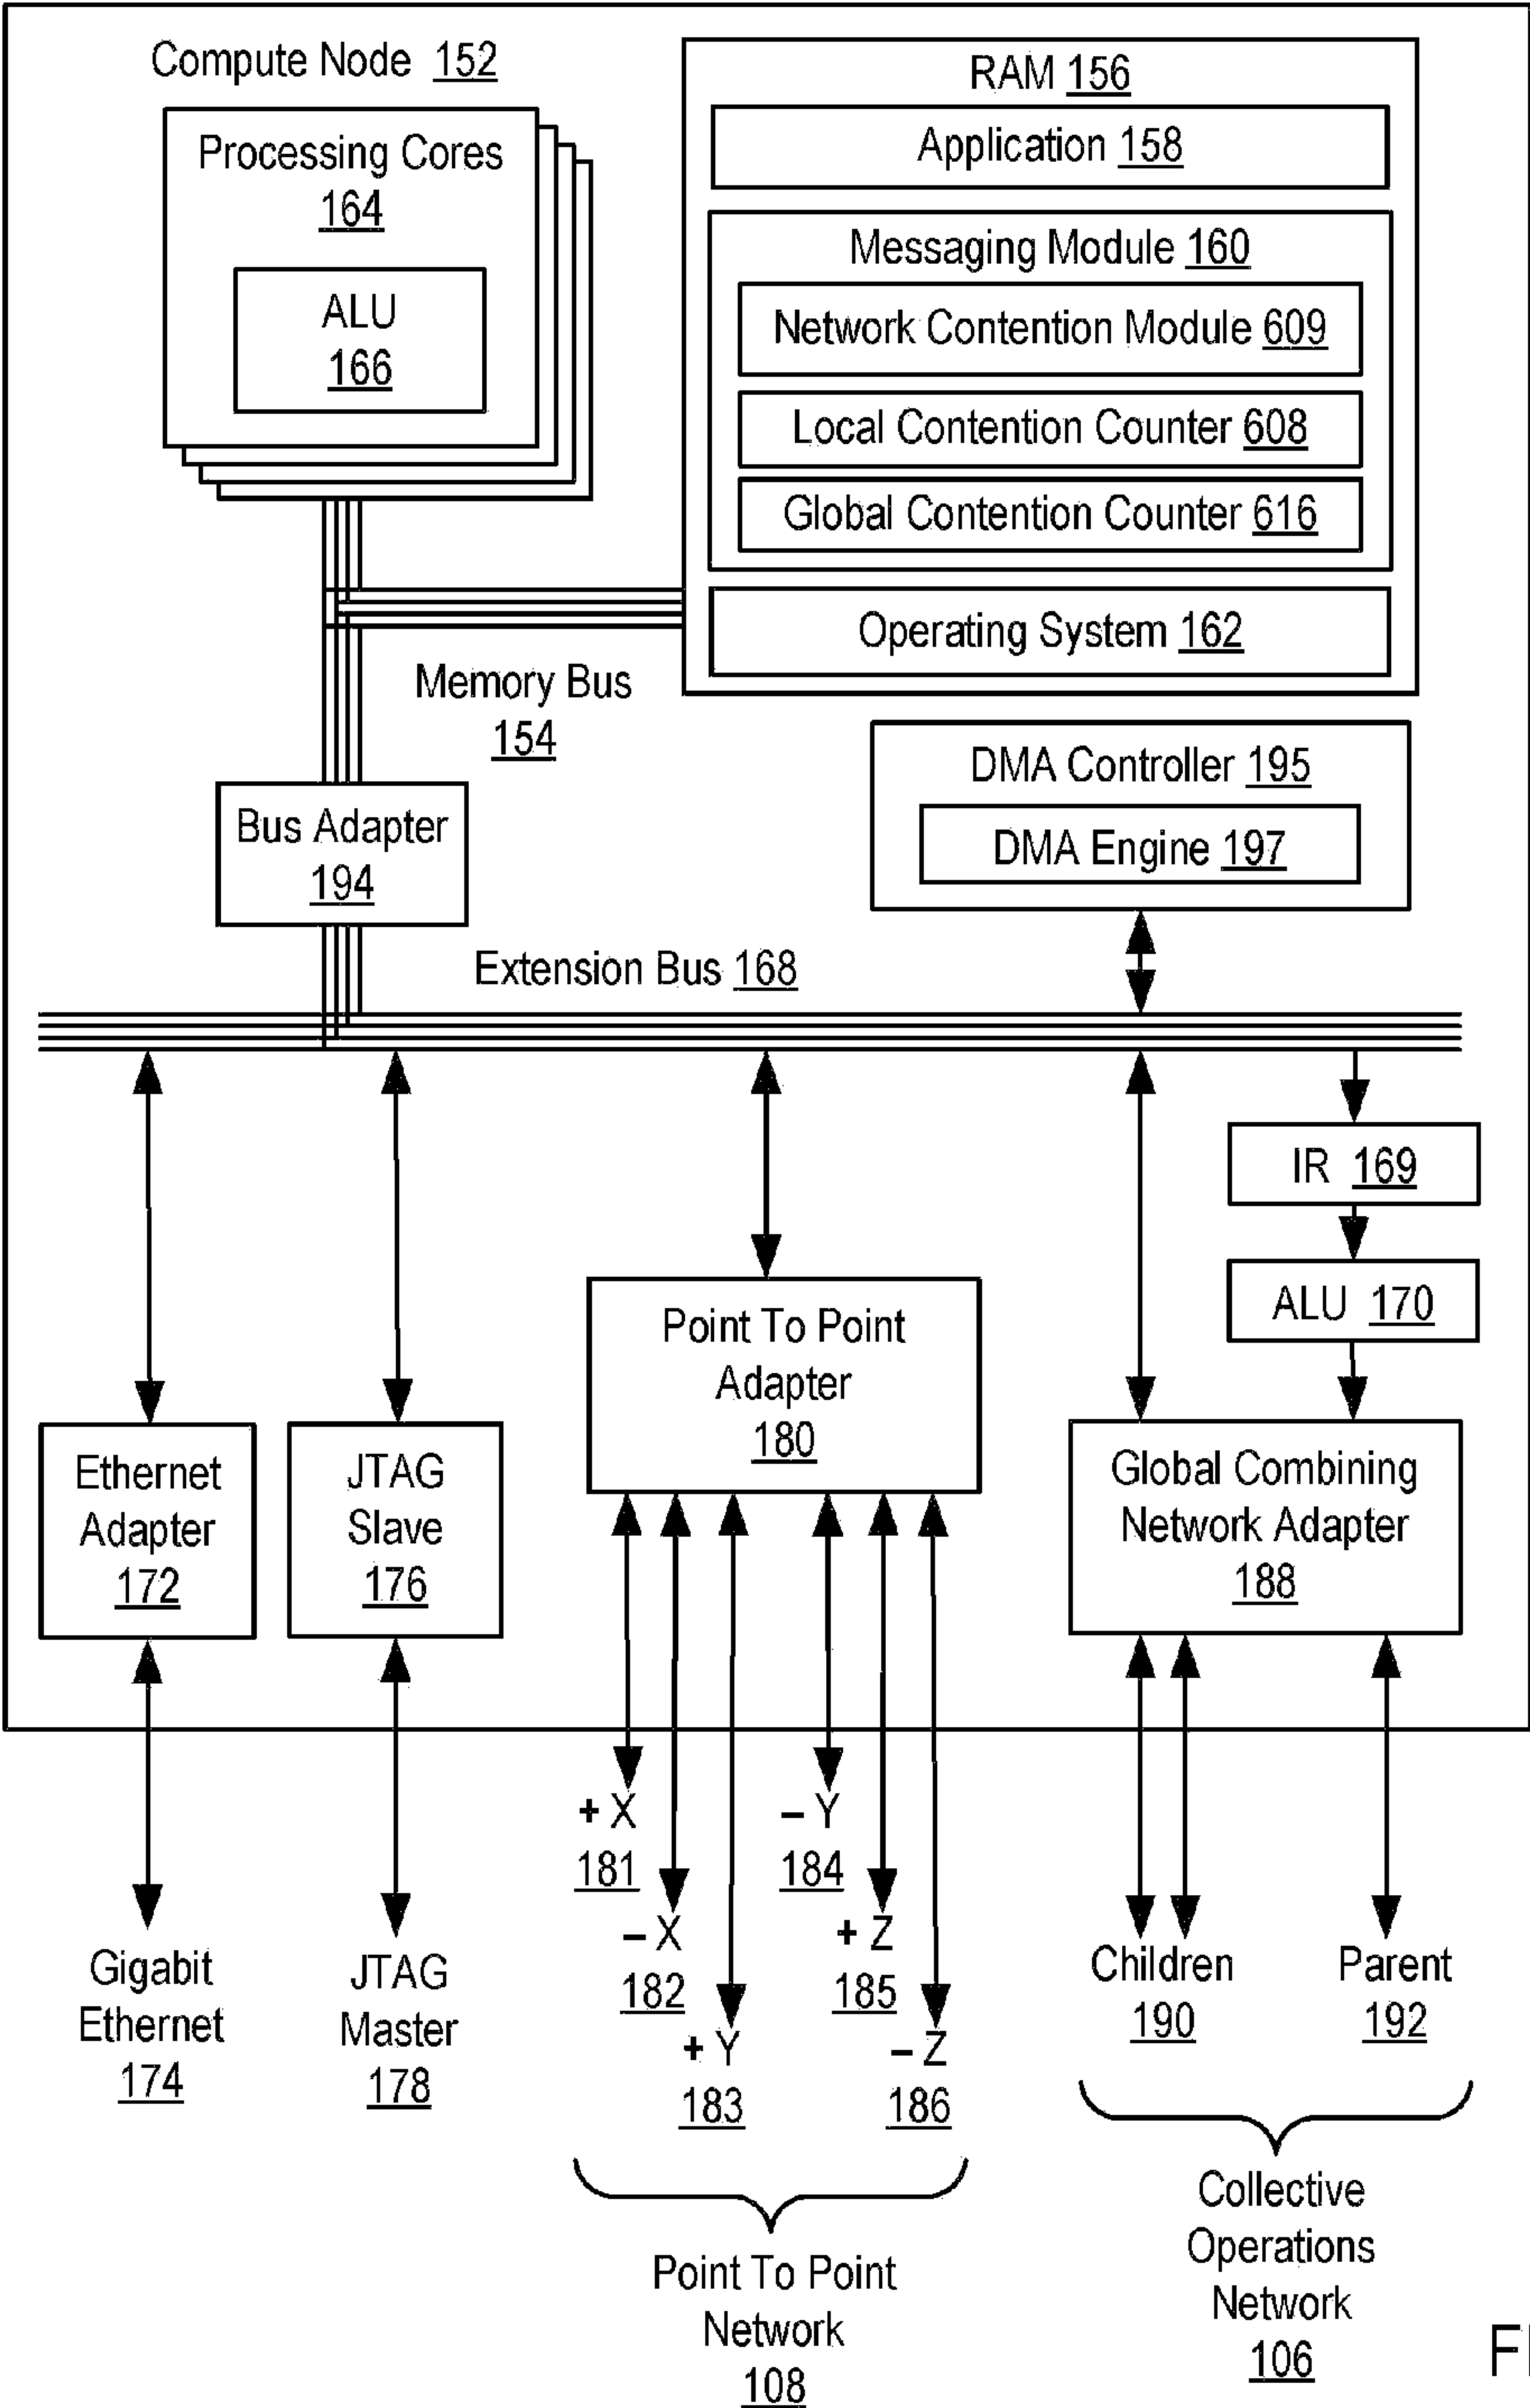 Compute Node 152
Processing Cores
164
ALU
166
RAM 156
Application 158
Messaging Module 160
Network Contention Module 609
Local Contention Counter 608
Global Contention Counter 616
Operating System 162
Memory Bus
154
DMA Controller 195
DMA Engine 197
Bus Adapter
194
Extension Bus 168
IR 169
ALU 170
Point To Point
Adapter
180
Ethernet
Adapter
172
JTAG
Slave
176
Global Combining
Network Adapter
188
+ X
181
– X
182
+ Y
183
– Y
184
+ Z
185
– Z
186
Gigabit
Ethernet
174
JTAG
Master
178
Children
190
Parent
192
Point To Point
Network
108
Collective
Operations
Network
106